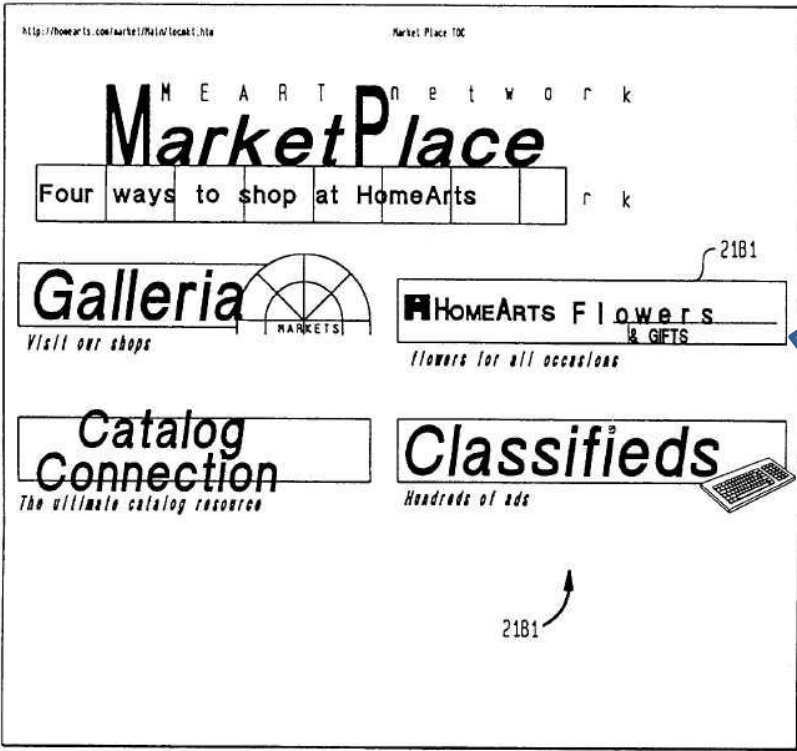 http://homearts.com/market/Main/locmkt.htm Market Place TOC
M E A R T n e t w o r k
MarketPlace
Four ways to shop at HomeArts r k
21B1
Galleria
MARKETS
HOMEARTS Flowers
& GIFTS
Visit our shops
flowers for all occasions
Catalog
Connection
Classifieds
The ultimate catalog resource
Hundreds of ads
21B1